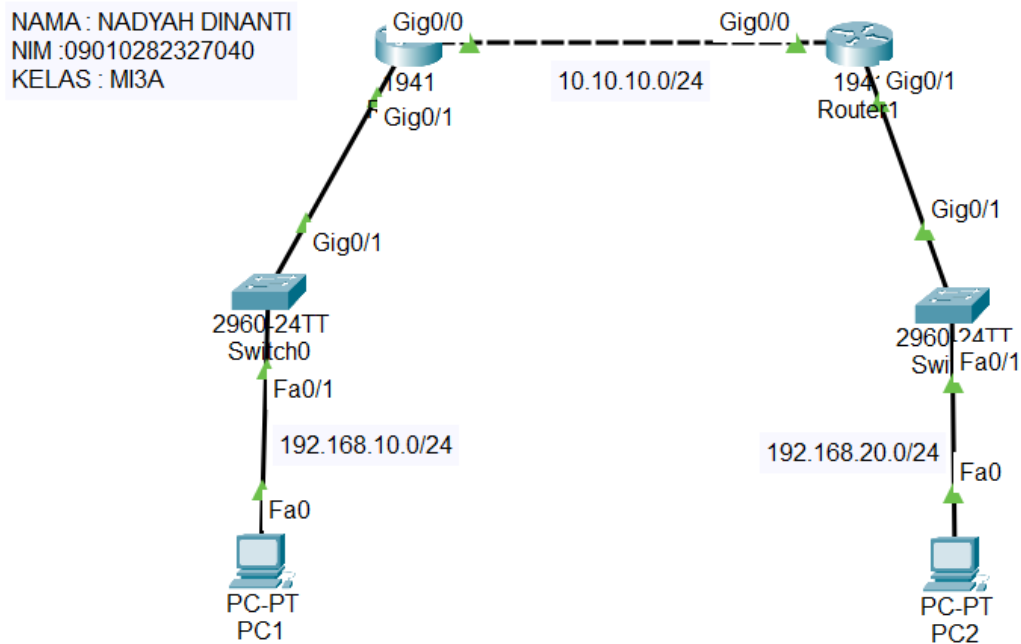 NAMA : NADYAH DINANTI
NIM :09010282327040
KELAS : MI3A
Gig0/0
Gig0/0
1941
Gig0/1
10.10.10.0/24
Gig0/1
Router1
Gig0/1
Gig0/1
2960-24TT
Switch0
2960-24TT
Fa0/1
Fa0/1
192.168.10.0/24
192.168.20.0/24
Fa0
Fa0
PC-PT
PC1
PC-PT
PC2